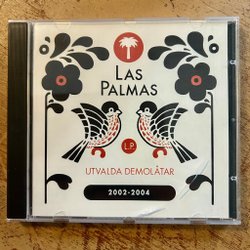 LAS
PALMAS
L.P
UTVALDA DEMOLÅTAR
2002-2004